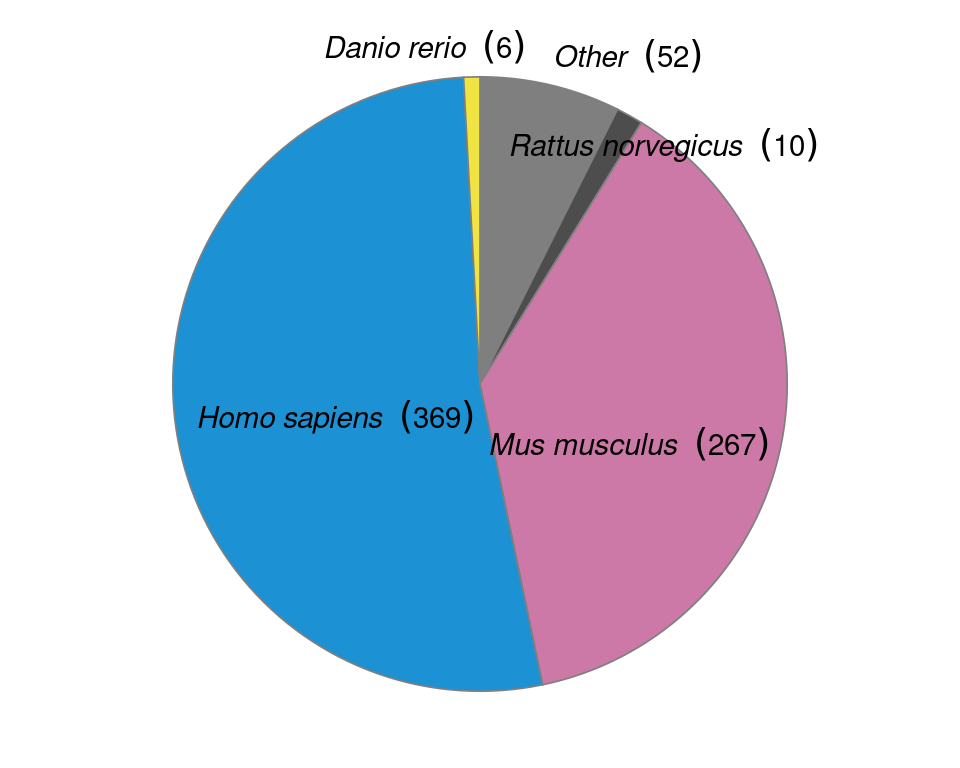 Danio rerio (6)
Other (52)
Rattus norvegicus (10)
Homo sapiens (369)
Mus musculus (267)